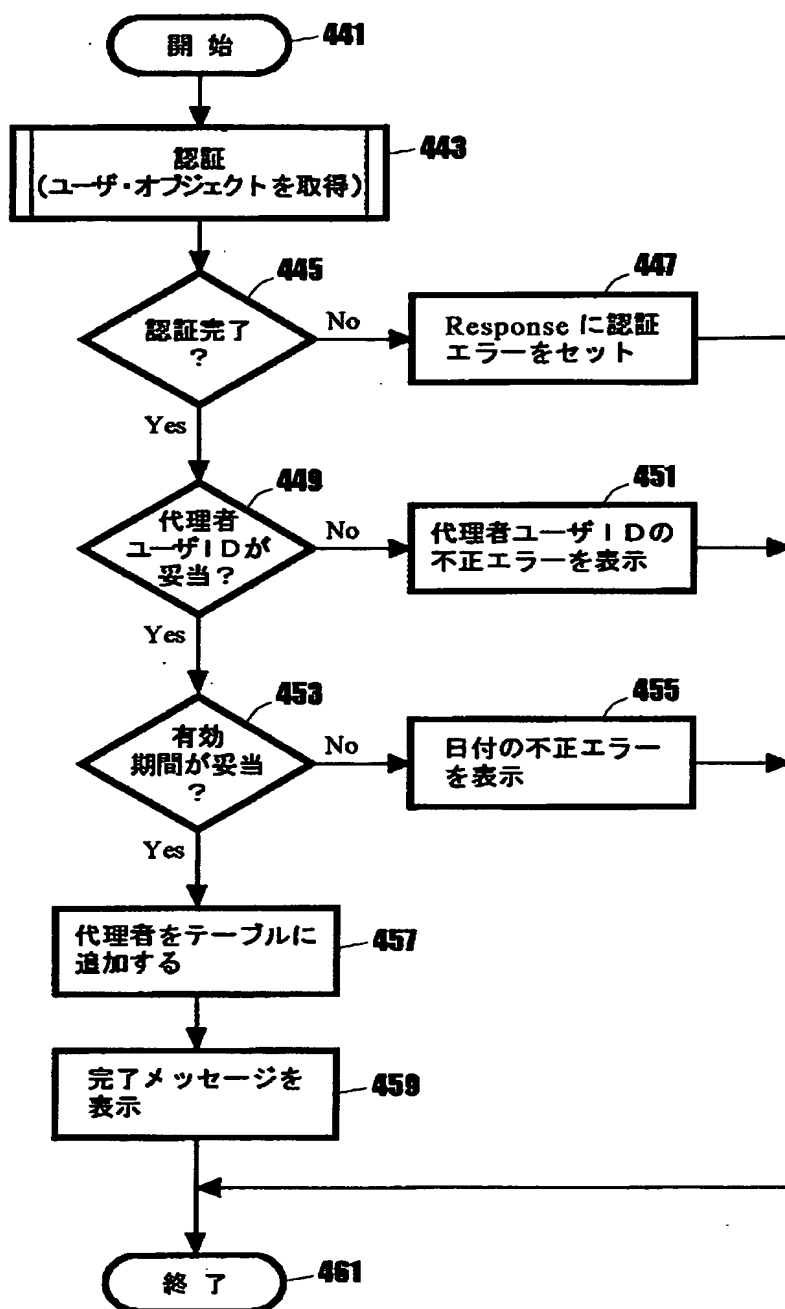 開 始
441
認証
(ユーザ・オブジェクトを取得)
443
認証完了
?
445
No
Yes
Response に認証
エラーをセット
447
代理者
ユーザIDが
妥当?
449
No
Yes
代理者ユーザIDの
不正エラーを表示
451
有効
期間が妥当
?
453
No
Yes
日付の不正エラー
を表示
455
代理者をテーブルに
追加する
457
完了メッセージを
表示
459
終 了
461